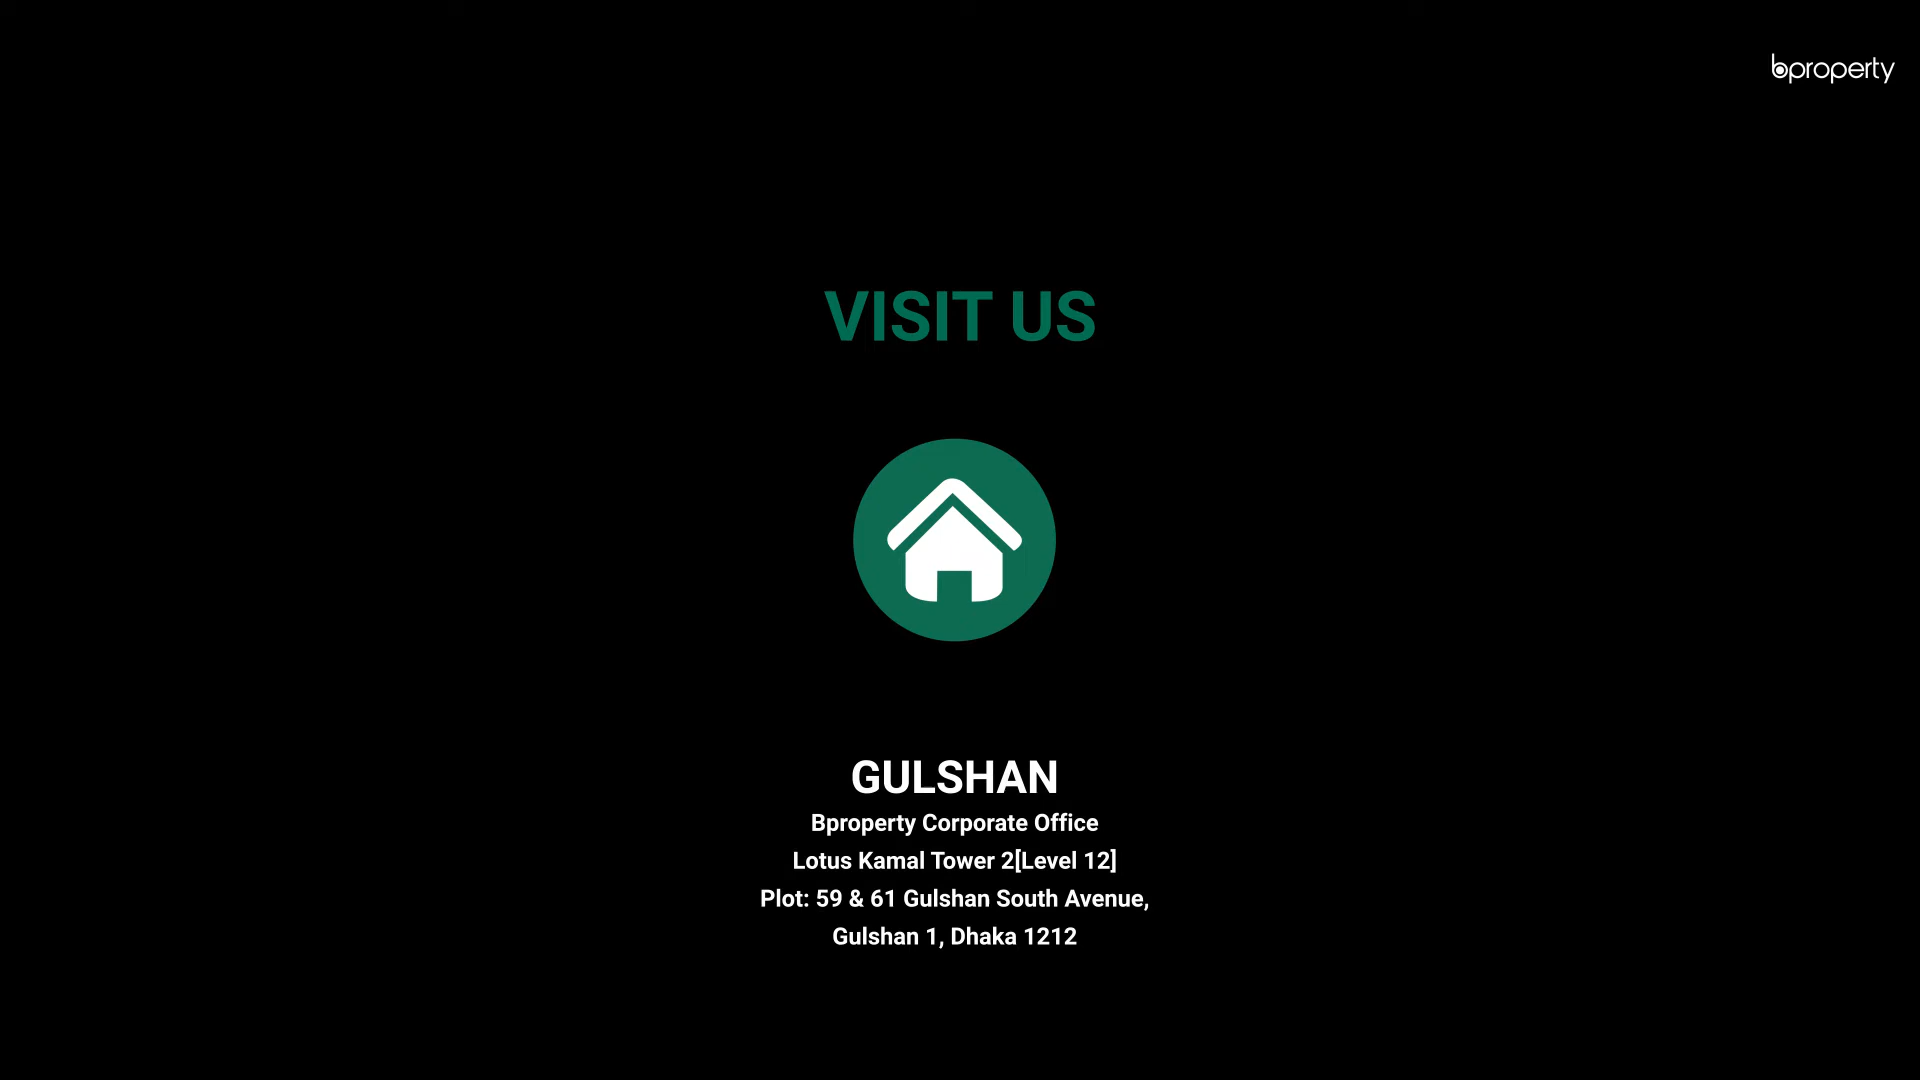 bproperty
VISIT US
GULSHAN
Bproperty Corporate Office
Lotus Kamal Tower 2[Level 12]
Plot: 59 & 61 Gulshan South Avenue,
Gulshan 1, Dhaka 1212